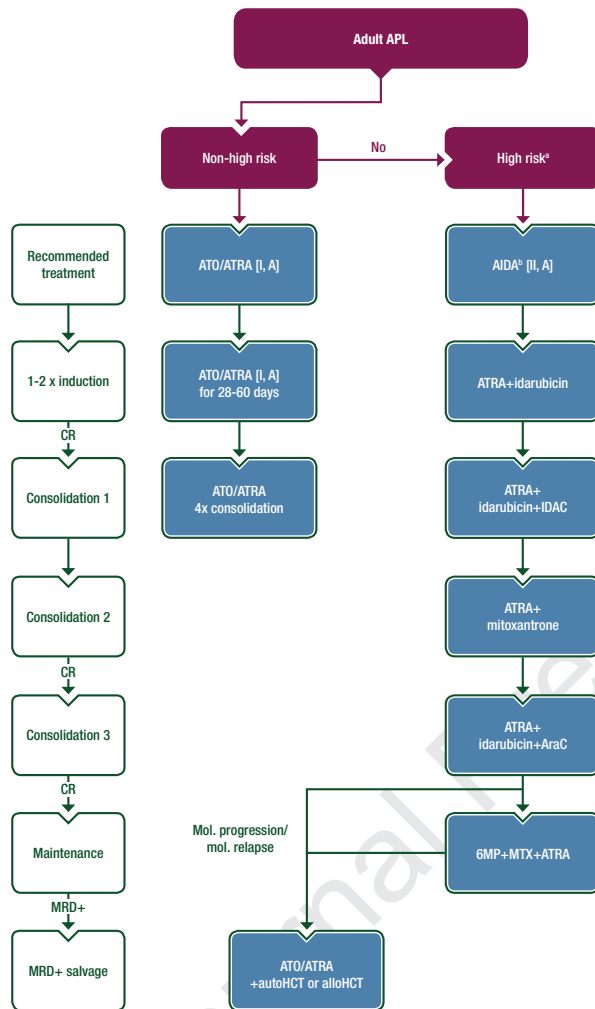 Adult APL
Non-high risk
No
High riskᵃ
Recommended
treatment
ATO/ATRA [I, A]
AIDAᵇ [II, A]
1-2 x induction
ATO/ATRA [I, A]
for 28-60 days
ATRA+idarubicin
CR
Consolidation 1
ATO/ATRA
4x consolidation
ATRA+
idarubicin+IDAC
Consolidation 2
ATRA+
mitoxantrone
CR
Consolidation 3
ATRA+
idarubicin+AraC
CR
Maintenance
Mol. progression/
mol. relapse
6MP+MTX+ATRA
MRD+
MRD+ salvage
ATO/ATRA
+autoHCT or alloHCT